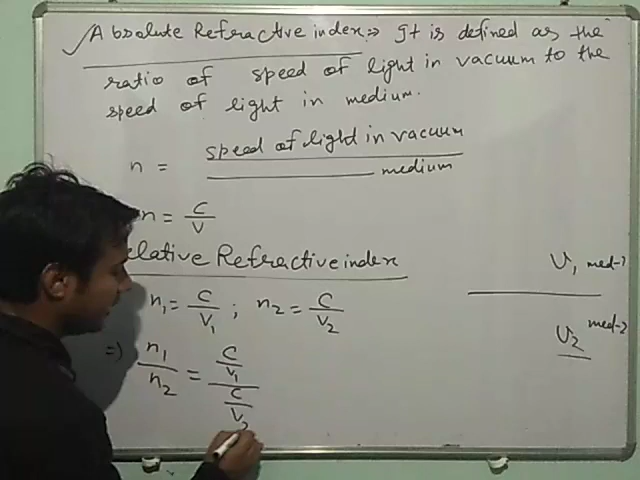 Absolute Refractive index :→ It is defined as the
ratio of speed of light in vacuum to the
speed of light in medium.
n = speed of light in vacuum / ——— medium
n = C / V
elative Refractive index
V1 med-1
n1 = C / V1 ; n2 = C / V2
V2 med-2
=) n1 / n2 = C / V1 / C / V2